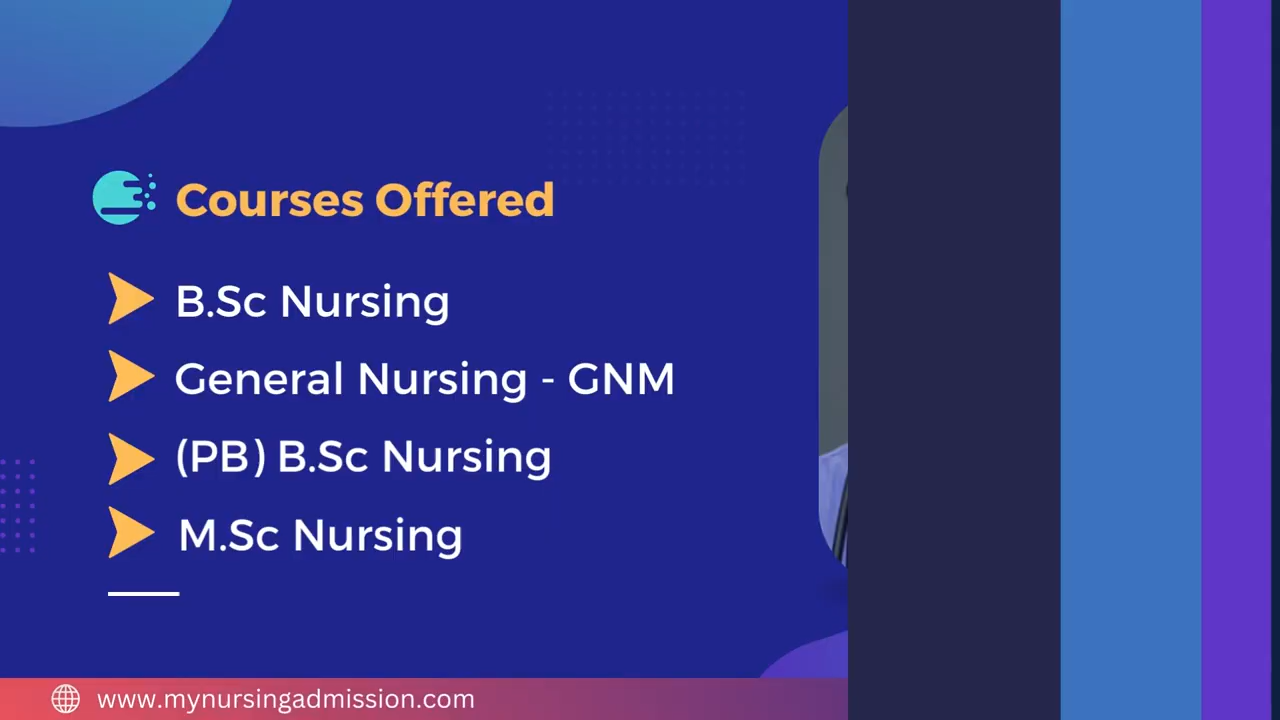 Courses Offered
B.Sc Nursing
General Nursing - GNM
(PB) B.Sc Nursing
M.Sc Nursing
www.mynursingadmission.com